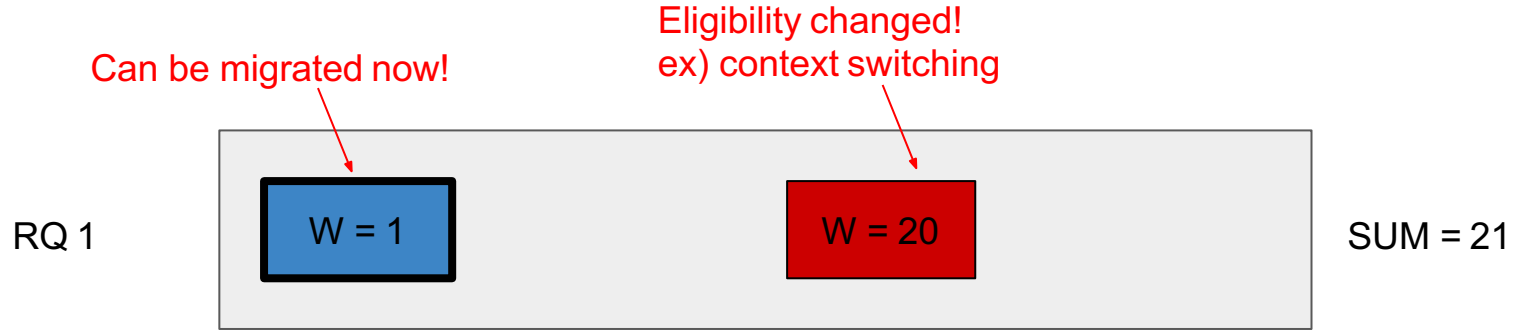 Eligibility changed!
ex) context switching
Can be migrated now!
RQ 1
W = 1
W = 20
SUM = 21